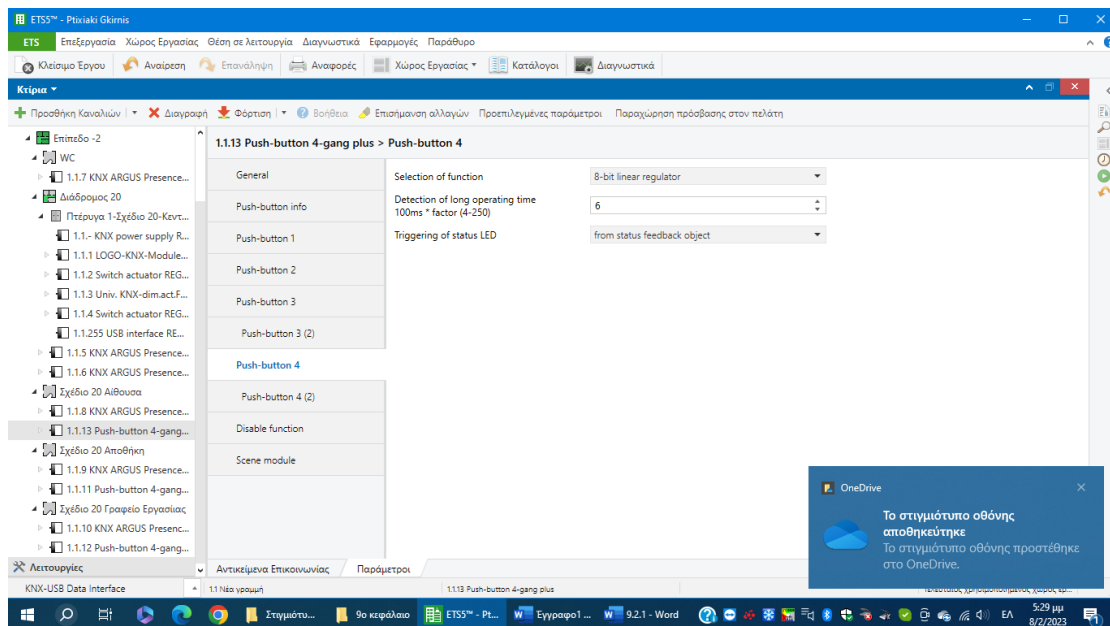 ETS5™ - Ptixiaki Gkirnis
ETS Επεξεργασία Χώρος Εργασίας Θέση σε λειτουργία Διαγνωστικά Εφαρμογές Παράθυρο
Κλείσιμο Έργου Αναίρεση Επανάληψη Αναφορές Χώρος Εργασίας Κατάλογοι Διαγνωστικά
Κτίρια
Προσθήκη Καναλιών Διαγραφή Φόρτιση Βοήθεια Επισήμανση αλλαγών Προεπιλεγμένες παράμετροι Παραχώρηση πρόσβασης στον πελάτη
Επίπεδο -2
WC
1.1.7 KNX ARGUS Presence...
Διάδρομος 20
Πτέρυγα 1-Σχέδιο 20-Κεντ...
1.1.- KNX power supply R...
1.1.1 LOGO-KNX-Module...
1.1.2 Switch actuator REG...
1.1.3 Univ. KNX-dim.act.F...
1.1.4 Switch actuator REG...
1.1.255 USB interface RE...
1.1.5 KNX ARGUS Presence...
1.1.6 KNX ARGUS Presence...
Σχέδιο 20 Αίθουσα
1.1.8 KNX ARGUS Presence...
1.1.13 Push-button 4-gang...
Σχέδιο 20 Αποθήκη
1.1.9 KNX ARGUS Presence...
1.1.11 Push-button 4-gang...
Σχέδιο 20 Γραφείο Εργασίας
1.1.10 KNX ARGUS Presenc...
1.1.12 Push-button 4-gang...
Λειτουργίες
1.1.13 Push-button 4-gang plus > Push-button 4
General
Push-button info
Push-button 1
Push-button 2
Push-button 3
Push-button 3 (2)
Push-button 4
Push-button 4 (2)
Disable function
Scene module
Selection of function 8-bit linear regulator
Detection of long operating time
100ms * factor (4-250) 6
Triggering of status LED from status feedback object
Αντικείμενα Επικοινωνίας Παράμετροι
OneDrive
Το στιγμιότυπο οθόνης
αποθηκεύτηκε
Το στιγμιότυπο οθόνης προστέθηκε
στο OneDrive.
KNX-USB Data Interface 1.1 Νέα γραμμή 1.1.13 Push-button 4-gang plus
Στιγμιότυ... 9ο κεφάλαιο ETS5™ - Pt... Έγγραφο1 ... 9.2.1 - Word ΕΛ 5:29 μμ
8/2/2023